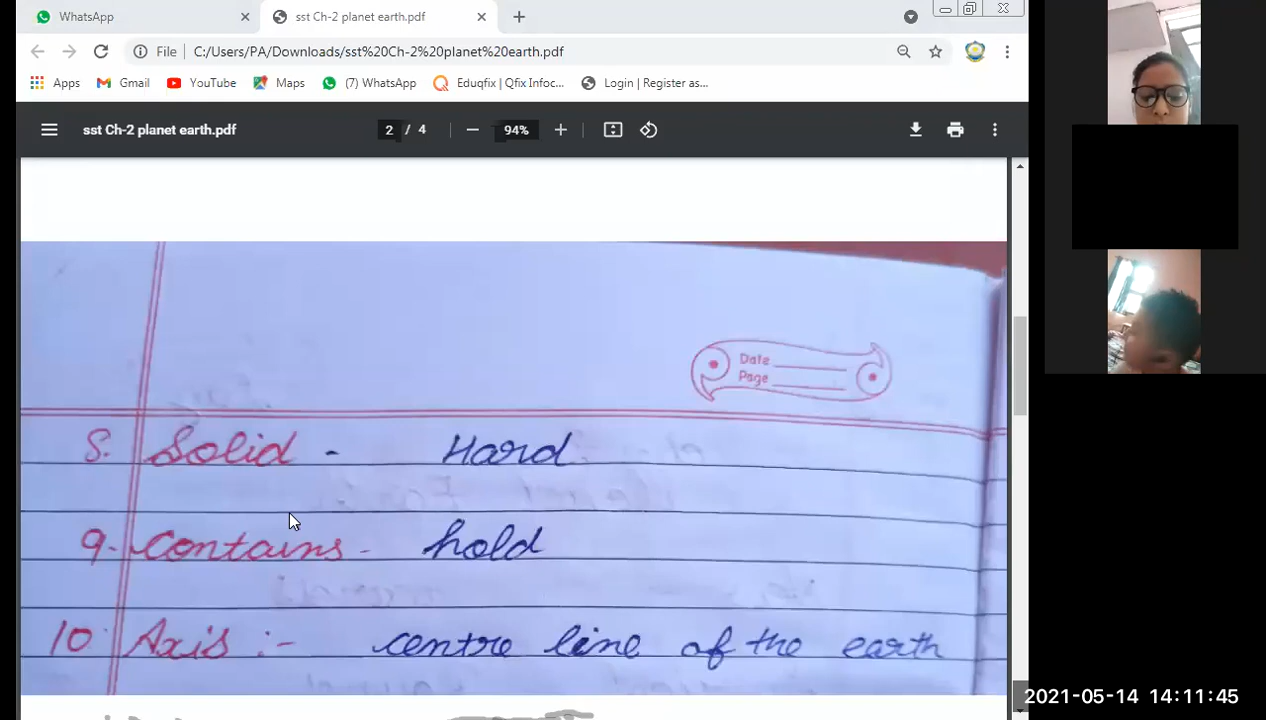 WhatsApp
sst Ch-2 planet earth.pdf
File
C:/Users/PA/Downloads/sst%20Ch-2%20planet%20earth.pdf
Apps
Gmail
YouTube
Maps
(7) WhatsApp
Eduqfix | Qfix Infoc...
Login | Register as...
sst Ch-2 planet earth.pdf
2 / 4
94%
Date
Page
8. Solid - Hard
9. Contains - hold
10. Axis :- centre line of the earth
2021-05-14 14:11:45